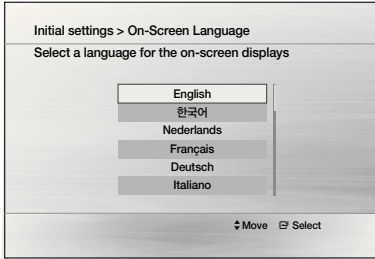 Initial settings > On-Screen Language
Select a language for the on-screen displays
English
한국어
Nederlands
Français
Deutsch
Italiano
Move Select